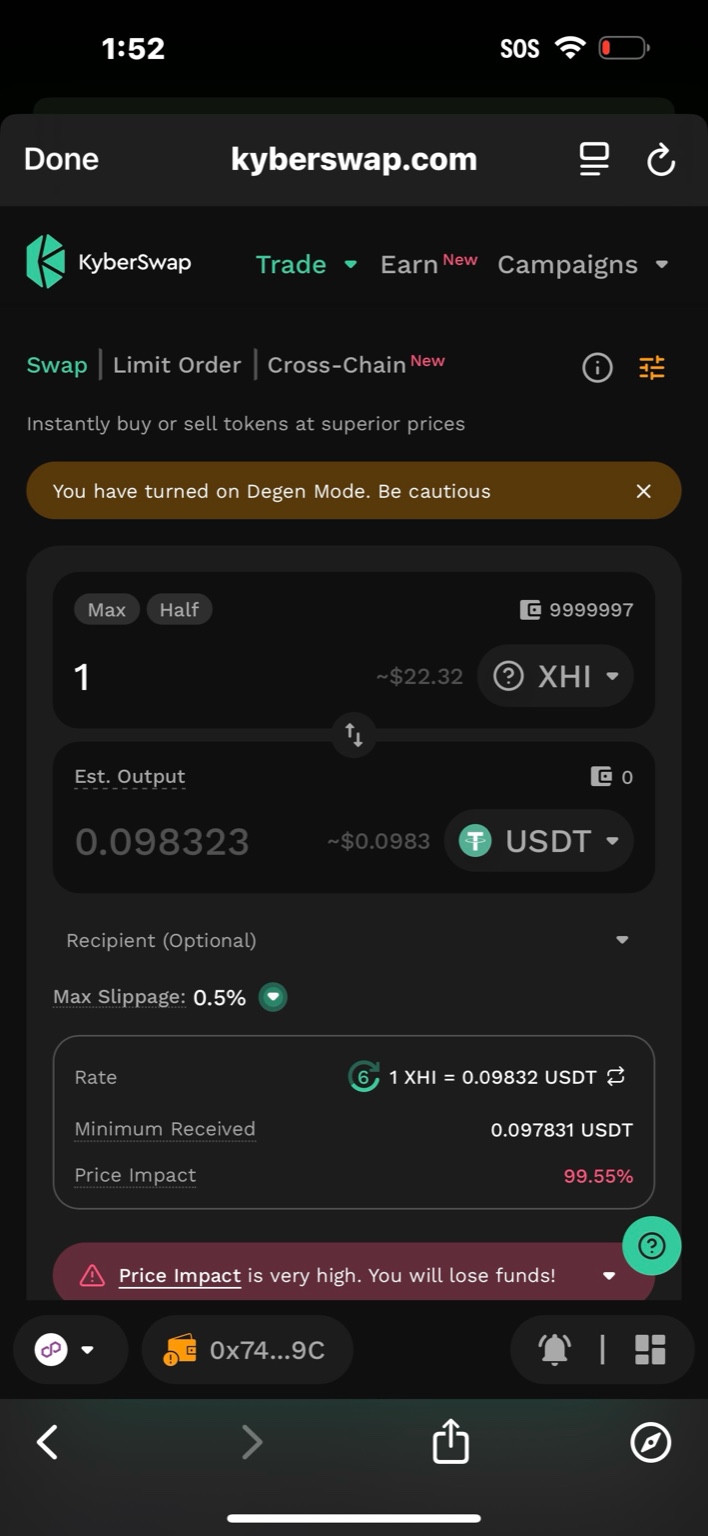 1:52 SOS
Done kyberswap.com
KyberSwap Trade Earn New Campaigns
Swap | Limit Order | Cross-Chain New
Instantly buy or sell tokens at superior prices
You have turned on Degen Mode. Be cautious
Max Half 9999997
1 ~$22.32 XHI
Est. Output 0
0.098323 ~$0.0983 USDT
Recipient (Optional)
Max Slippage: 0.5%
Rate 6 1 XHI = 0.09832 USDT
Minimum Received 0.097831 USDT
Price Impact 99.55%
Price Impact is very high. You will lose funds!
0x74...9C